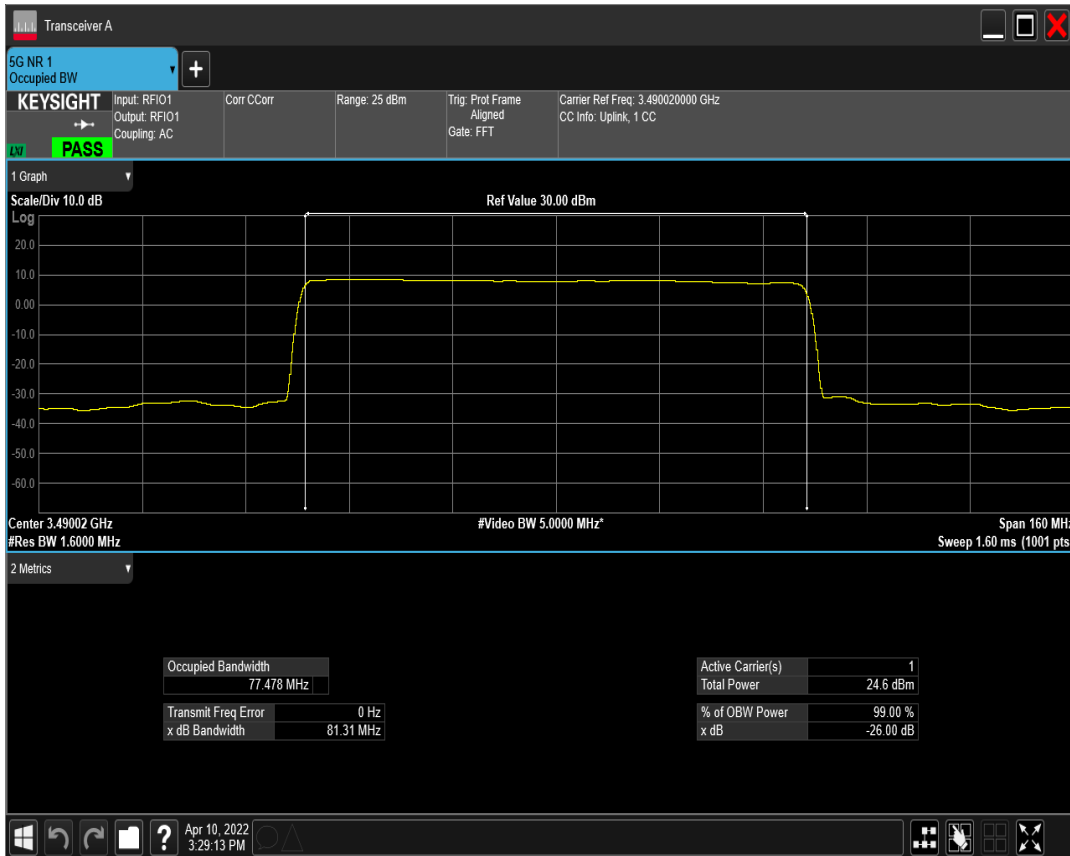 Transceiver A
5G NR 1
Occupied BW
+
KEYSIGHT
LXI
PASS
Input: RFIO1
Output: RFIO1
Coupling: AC
Corr CCorr
Range: 25 dBm
Trig: Prot Frame
Aligned
Gate: FFT
Carrier Ref Freq: 3.490020000 GHz
CC Info: Uplink, 1 CC
1 Graph
Scale/Div 10.0 dB
Ref Value 30.00 dBm
Log
20.0
10.0
0.00
-10.0
-20.0
-30.0
-40.0
-50.0
-60.0
Center 3.49002 GHz
#Video BW 5.0000 MHz*
Span 160 MHz
#Res BW 1.6000 MHz
Sweep 1.60 ms (1001 pts
2 Metrics
Occupied Bandwidth
77.478 MHz
Transmit Freq Error 0 Hz
x dB Bandwidth 81.31 MHz
Active Carrier(s) 1
Total Power 24.6 dBm
% of OBW Power 99.00 %
x dB -26.00 dB
?
Apr 10, 2022
3:29:13 PM